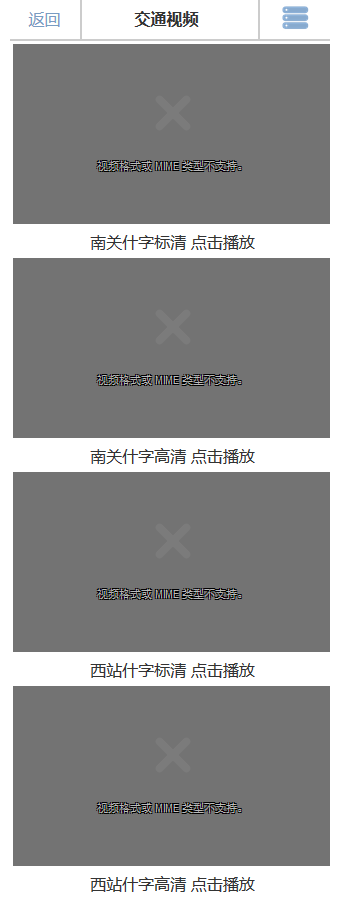 返回 交通视频
视频格式或 MIME 类型不支持。
南关什字标清 点击播放
视频格式或 MIME 类型不支持。
南关什字高清 点击播放
视频格式或 MIME 类型不支持。
西站什字标清 点击播放
视频格式或 MIME 类型不支持。
西站什字高清 点击播放